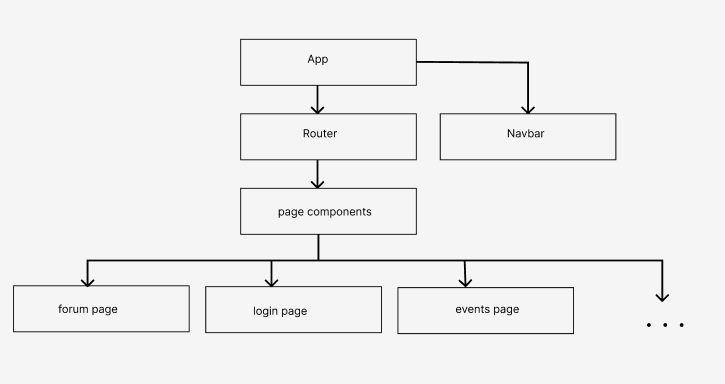 App
Router
Navbar
page components
forum page
login page
events page
. . .